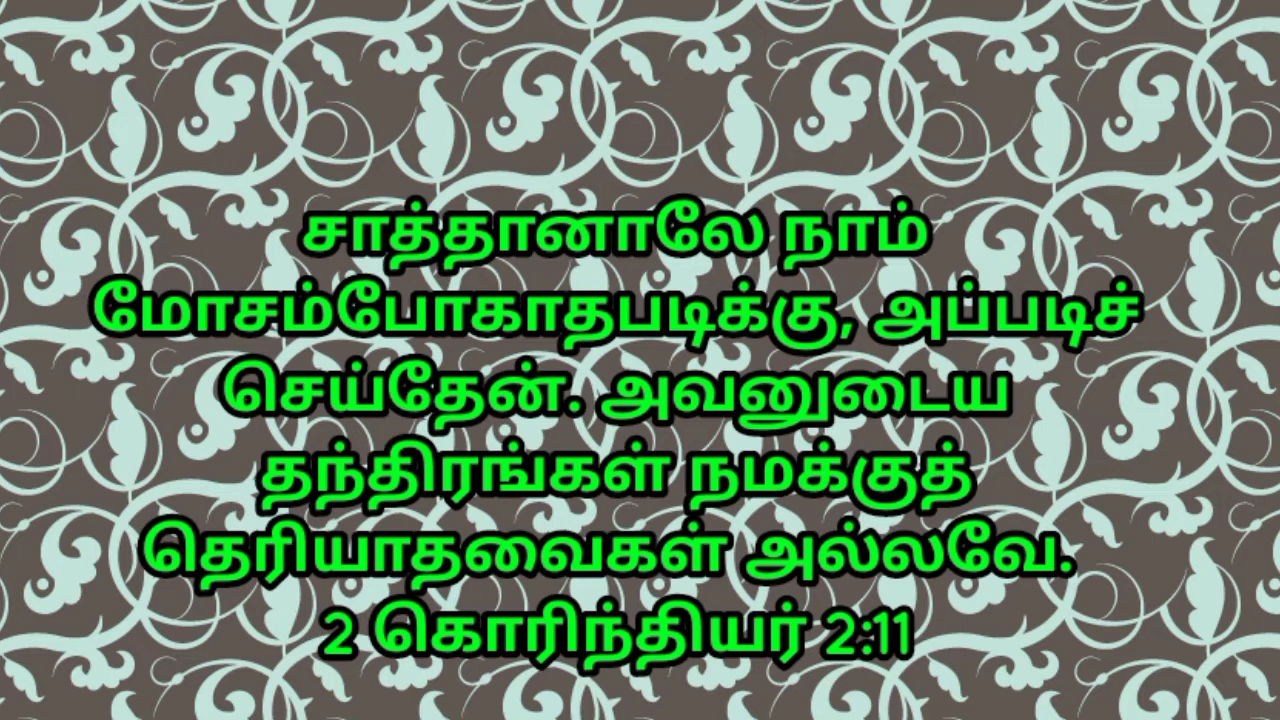 சாத்தானாலே நாம்
மோசம்போகாதபடிக்கு, அப்படிச்
செய்தேன். அவனுடைய
தந்திரங்கள் நமக்குத்
தெரியாதவைகள் அல்லவே.
2 கொரிந்தியர் 2:11